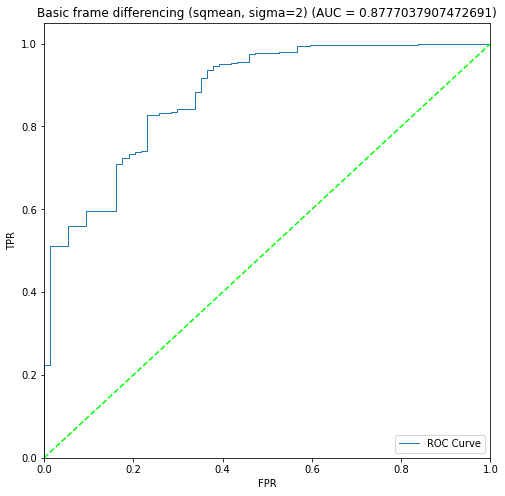 Basic frame differencing (sqmean, sigma=2) (AUC = 0.8777037907472691)
1.0
0.8
0.6
0.4
0.2
0.0
TPR
0.0 0.2 0.4 0.6 0.8 1.0
FPR
ROC Curve